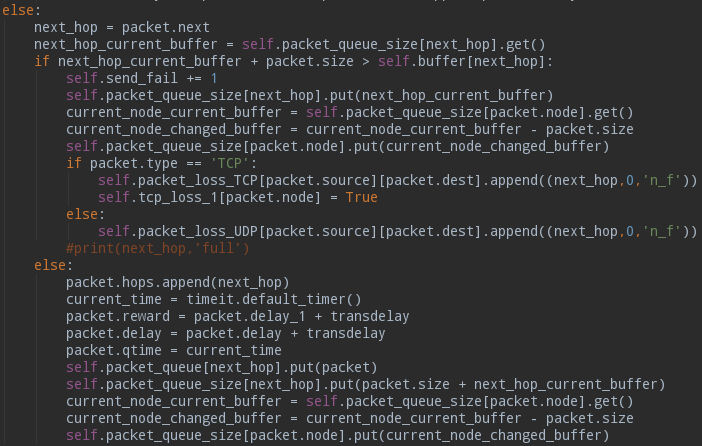 else:
    next_hop = packet.next
    next_hop_current_buffer = self.packet_queue_size[next_hop].get()
    if next_hop_current_buffer + packet.size > self.buffer[next_hop]:
        self.send_fail += 1
        self.packet_queue_size[next_hop].put(next_hop_current_buffer)
        current_node_current_buffer = self.packet_queue_size[packet.node].get()
        current_node_changed_buffer = current_node_current_buffer - packet.size
        self.packet_queue_size[packet.node].put(current_node_changed_buffer)
        if packet.type == 'TCP':
            self.packet_loss_TCP[packet.source][packet.dest].append((next_hop,0,'n_f'))
            self.tcp_loss_1[packet.node] = True
        else:
            self.packet_loss_UDP[packet.source][packet.dest].append((next_hop,0,'n_f'))
        #print(next_hop,'full')
    else:
        packet.hops.append(next_hop)
        current_time = timeit.default_timer()
        packet.reward = packet.delay_1 + transdelay
        packet.delay = packet.delay + transdelay
        packet.qtime = current_time
        self.packet_queue[next_hop].put(packet)
        self.packet_queue_size[next_hop].put(packet.size + next_hop_current_buffer)
        current_node_current_buffer = self.packet_queue_size[packet.node].get()
        current_node_changed_buffer = current_node_current_buffer - packet.size
        self.packet_queue_size[packet.node].put(current_node_changed_buffer)